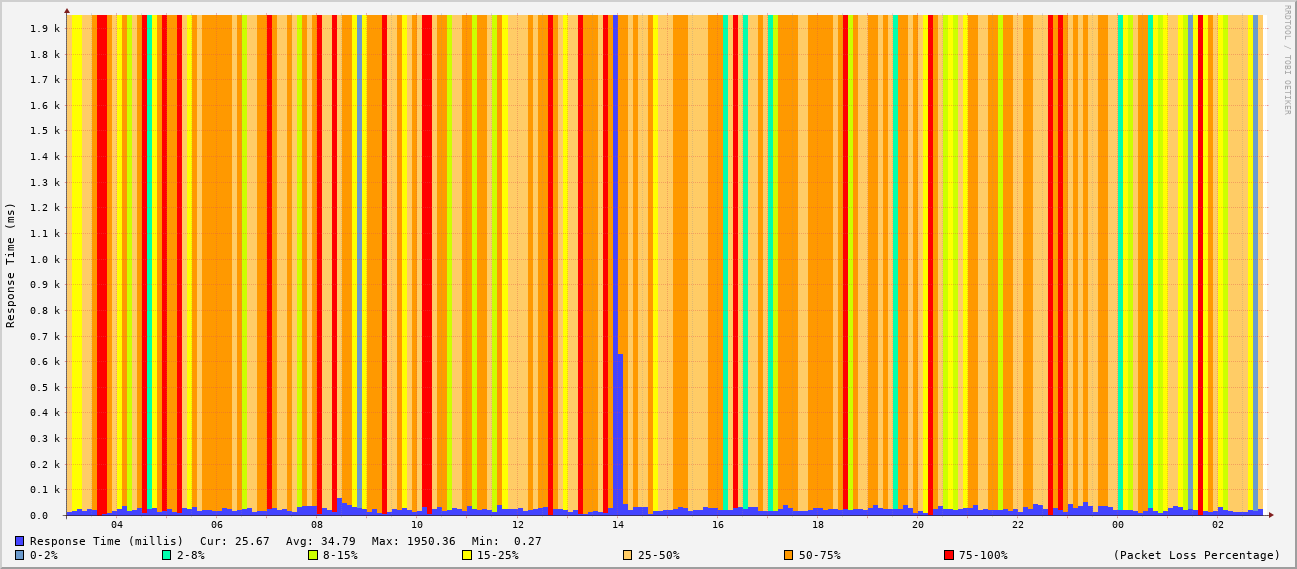 RRDTOOL / TOBI OETIKER
Response Time (ms)
1.9 k
1.8 k
1.7 k
1.6 k
1.5 k
1.4 k
1.3 k
1.2 k
1.1 k
1.0 k
0.9 k
0.8 k
0.7 k
0.6 k
0.5 k
0.4 k
0.3 k
0.2 k
0.1 k
0.0
04 06 08 10 12 14 16 18 20 22 00 02
Response Time (millis) Cur: 25.67 Avg: 34.79 Max: 1950.36 Min: 0.27
0-2% 2-8% 8-15% 15-25% 25-50% 50-75% 75-100% (Packet Loss Percentage)